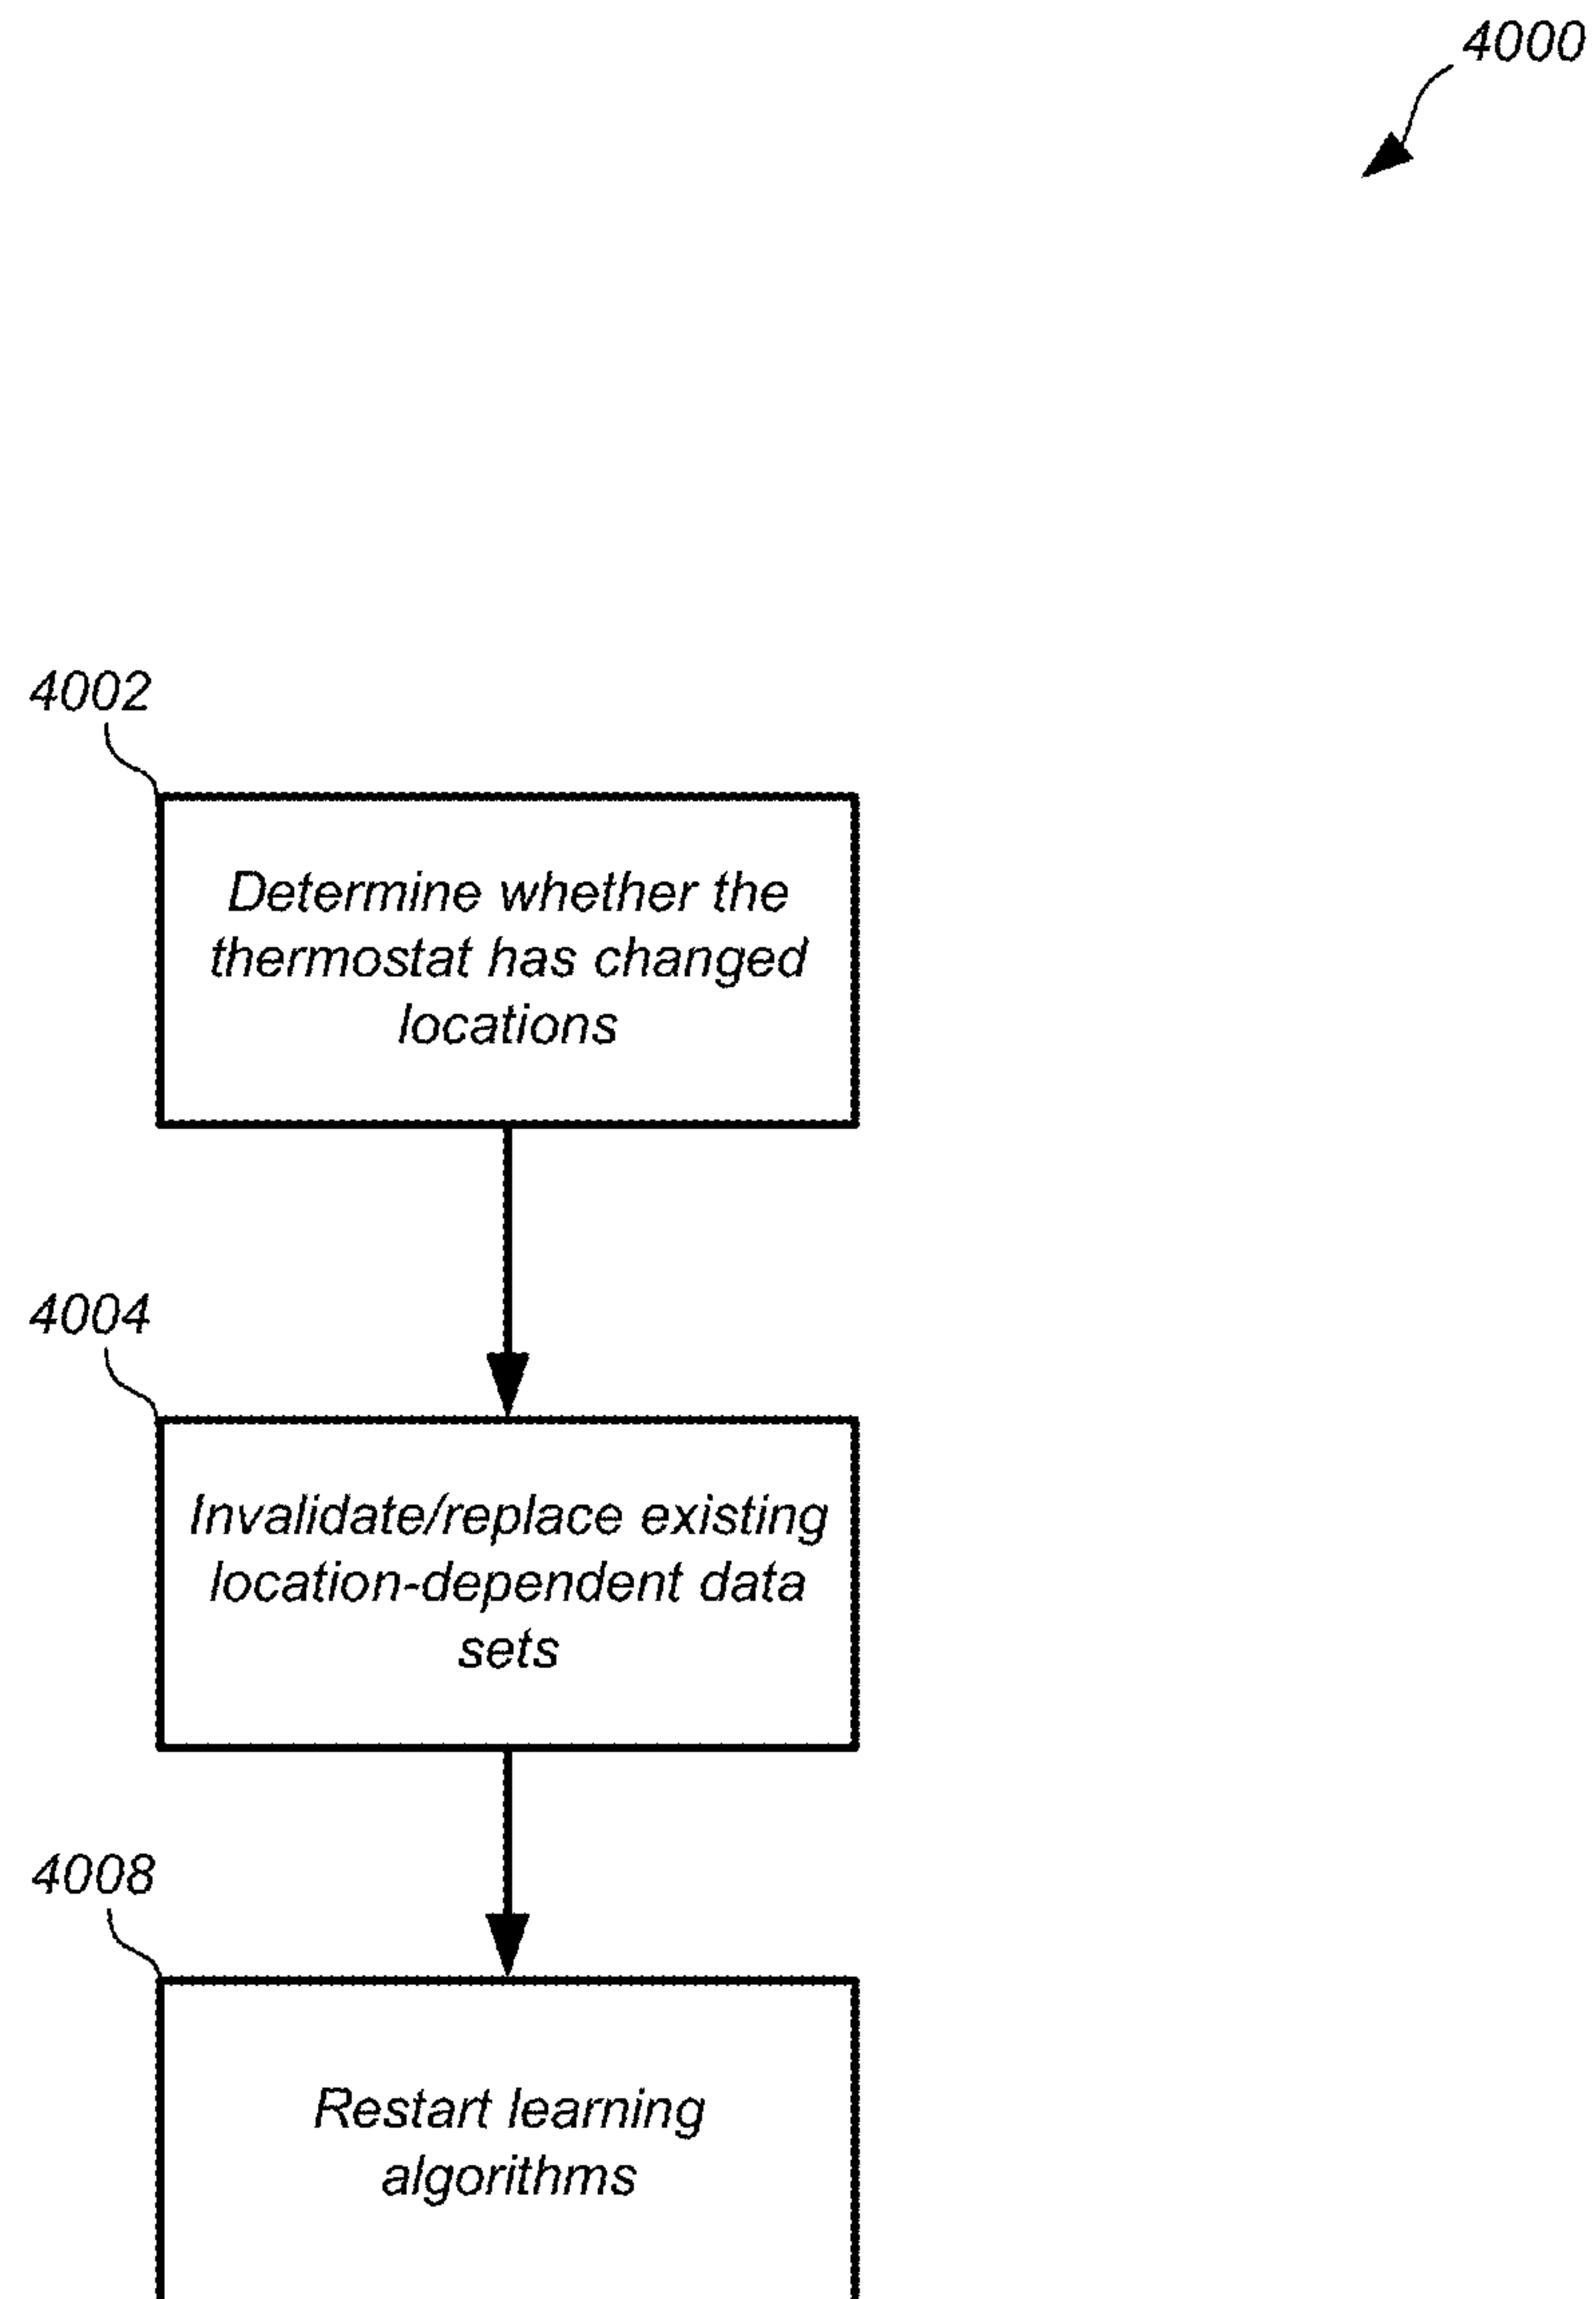 4000
4002
Determine whether the
thermostat has changed
locations
4004
Invalidate/replace existing
location-dependent data
sets
4008
Restart learning
algorithms